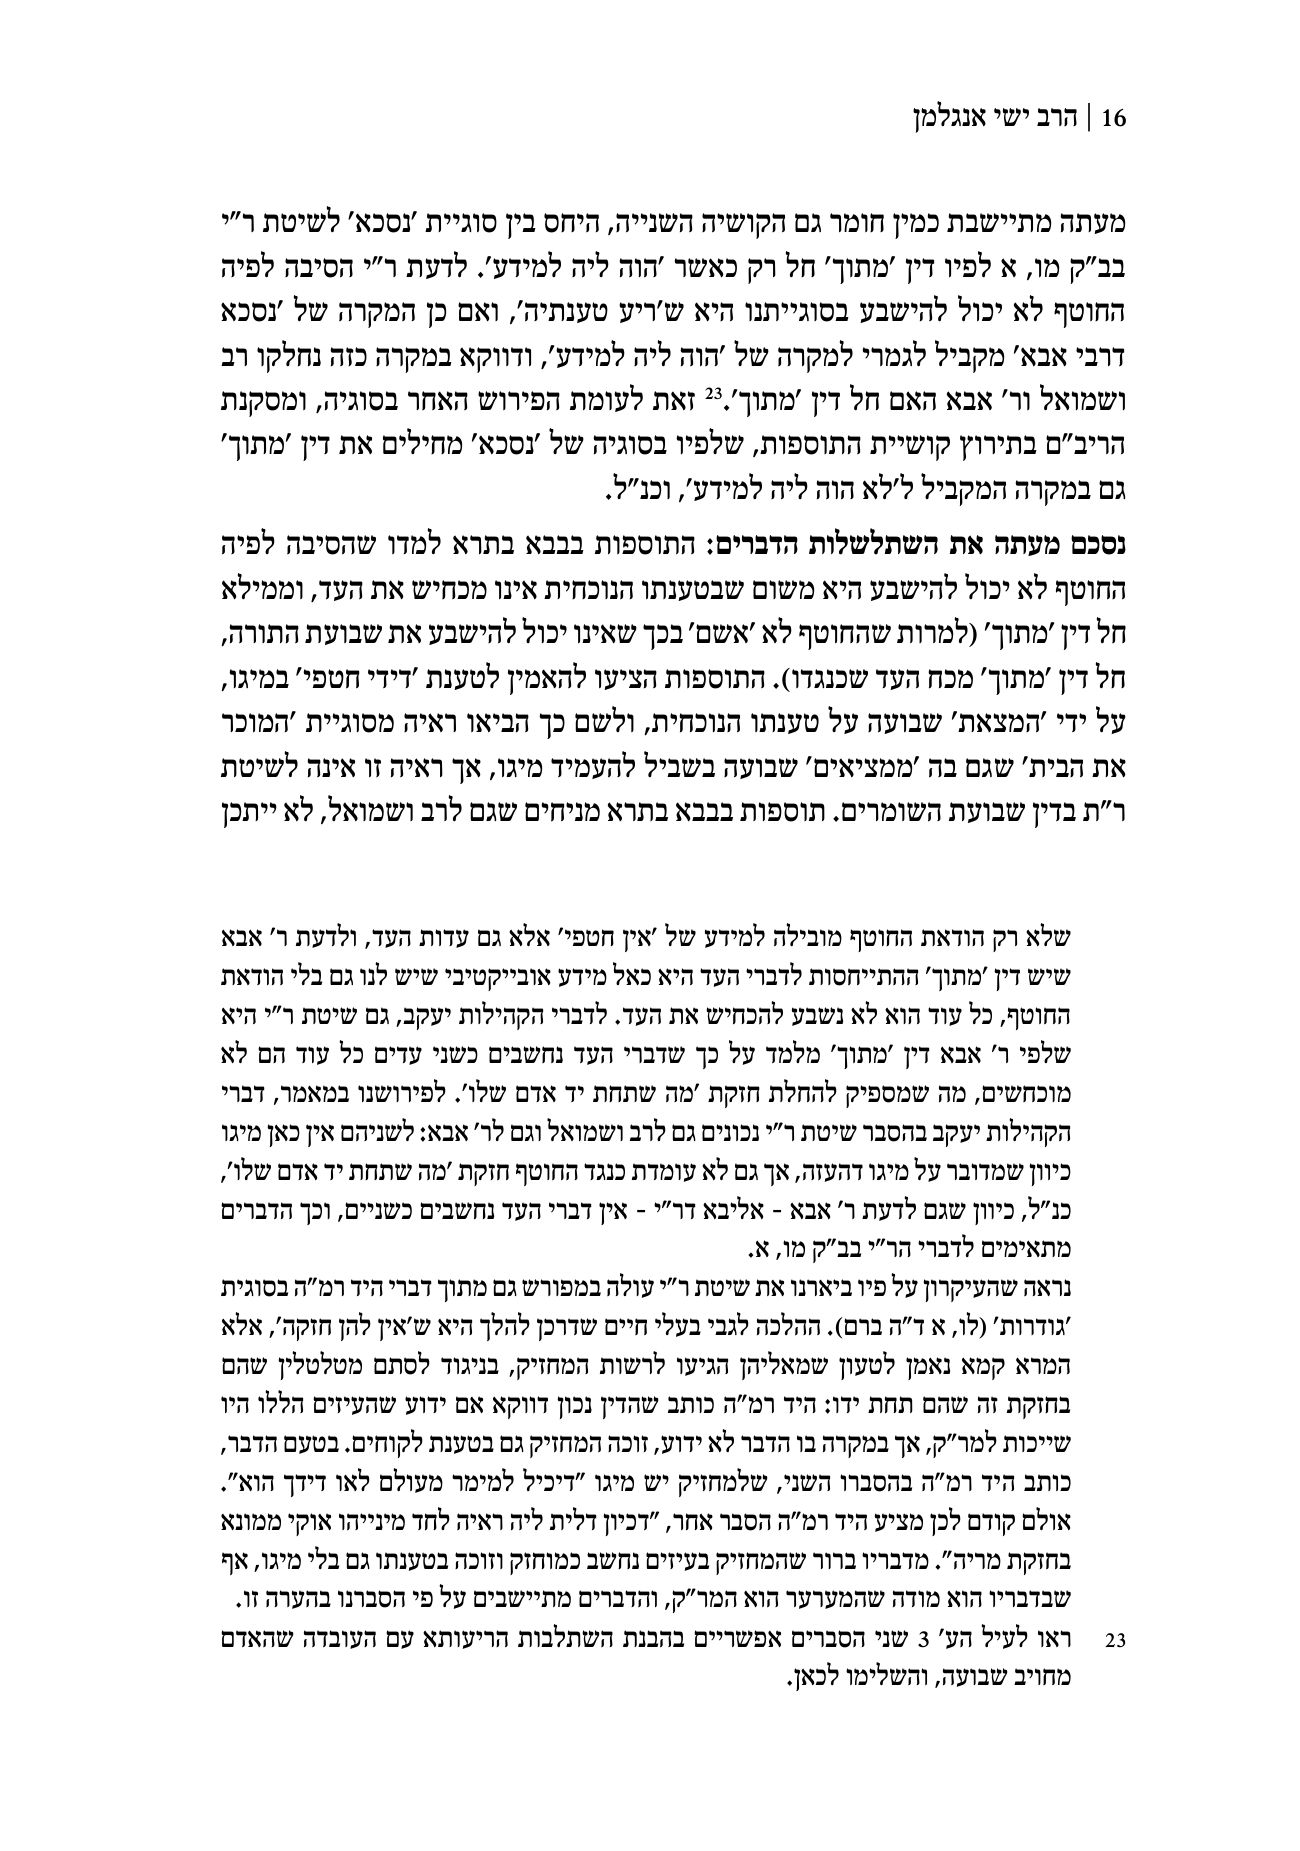 16 | הרב ישי אנגלמן
מעתה מתיישבת כמין חומר גם הקושיה השנייה, היחס בין סוגיית 'נסכא' לשיטת ר"י
בב"ק מו, א לפיו דין 'מתוך' חל רק כאשר 'הוה ליה למידע'. לדעת ר"י הסיבה לפיה
החוטף לא יכול להישבע בסוגייתנו היא ש'ריע טענתיה', ואם כן המקרה של 'נסכא
דרבי אבא' מקביל לגמרי למקרה של 'הוה ליה למידע', ודווקא במקרה כזה נחלקו רב
ושמואל ור' אבא האם חל דין 'מתוך'.23 זאת לעומת הפירוש האחר בסוגיה, ומסקנת
הריב"ם בתירוץ קושיית התוספות, שלפיו בסוגיה של 'נסכא' מחילים את דין 'מתוך'
גם במקרה המקביל ל'לא הוה ליה למידע', וכנ"ל.
נסכם מעתה את השתלשלות הדברים: התוספות בבבא בתרא למדו שהסיבה לפיה
החוטף לא יכול להישבע היא משום שבטענתו הנוכחית אינו מכחיש את העד, וממילא
חל דין 'מתוך' (למרות שהחוטף לא 'אשם' בכך שאינו יכול להישבע את שבועת התורה,
חל דין 'מתוך' מכח העד שכנגדו). התוספות הציעו להאמין לטענת 'דידי חטפי' במיגו,
על ידי 'המצאת' שבועה על טענתו הנוכחית, ולשם כך הביאו ראיה מסוגיית 'המוכר
את הבית' שגם בה 'ממציאים' שבועה בשביל להעמיד מיגו, אך ראיה זו אינה לשיטת
ר"ת בדין שבועת השומרים. תוספות בבבא בתרא מניחים שגם לרב ושמואל, לא ייתכן
שלא רק הודאת החוטף מובילה למידע של 'אין חטפי' אלא גם עדות העד, ולדעת ר' אבא
שיש דין 'מתוך' ההתייחסות לדברי העד היא כאל מידע אובייקטיבי שיש לנו גם בלי הודאת
החוטף, כל עוד הוא לא נשבע להכחיש את העד. לדברי הקהילות יעקב, גם שיטת ר"י היא
שלפי ר' אבא דין 'מתוך' מלמד על כך שדברי העד נחשבים כשני עדים כל עוד הם לא
מוכחשים, מה שמספיק להחלת חזקת 'מה שתחת יד אדם שלו'. לפירושנו במאמר, דברי
הקהילות יעקב בהסבר שיטת ר"י נכונים גם לרב ושמואל וגם לר' אבא: לשניהם אין כאן מיגו
כיוון שמדובר על מיגו דהעזה, אך גם לא עומדת כנגד החוטף חזקת 'מה שתחת יד אדם שלו',
כנ"ל, כיוון שגם לדעת ר' אבא - אליבא דר"י - אין דברי העד נחשבים כשניים, וכך הדברים
מתאימים לדברי הר"י בב"ק מו, א.
נראה שהעיקרון על פיו ביארנו את שיטת ר"י עולה במפורש גם מתוך דברי היד רמ"ה בסוגית
'גודרות' (לו, א ד"ה ברם). ההלכה לגבי בעלי חיים שדרכן להלך היא ש'אין להן חזקה', אלא
המרא קמא נאמן לטעון שמאליהן הגיעו לרשות המחזיק, בניגוד לסתם מטלטלין שהם
בחזקת זה שהם תחת ידו: היד רמ"ה כותב שהדין נכון דווקא אם ידוע שהעיזים הללו היו
שייכות למר"ק, אך במקרה בו הדבר לא ידוע, זוכה המחזיק גם בטענת לקוחים. בטעם הדבר,
כותב היד רמ"ה בהסברו השני, שלמחזיק יש מיגו "דיכיל למימר מעולם לאו דידך הוא".
אולם קודם לכן מציע היד רמ"ה הסבר אחר, "דכיון דלית ליה ראיה לחד מינייהו אוקי ממונא
בחזקת מריה". מדבריו ברור שהמחזיק בעיזים נחשב כמוחזק וזוכה בטענתו גם בלי מיגו, אף
שבדבריו הוא מודה שהמערער הוא המר"ק, והדברים מתיישבים על פי הסברנו בהערה זו.
23 ראו לעיל הע' 3 שני הסברים אפשריים בהבנת השתלבות הריעותא עם העובדה שהאדם
מחויב שבועה, והשלימו לכאן.